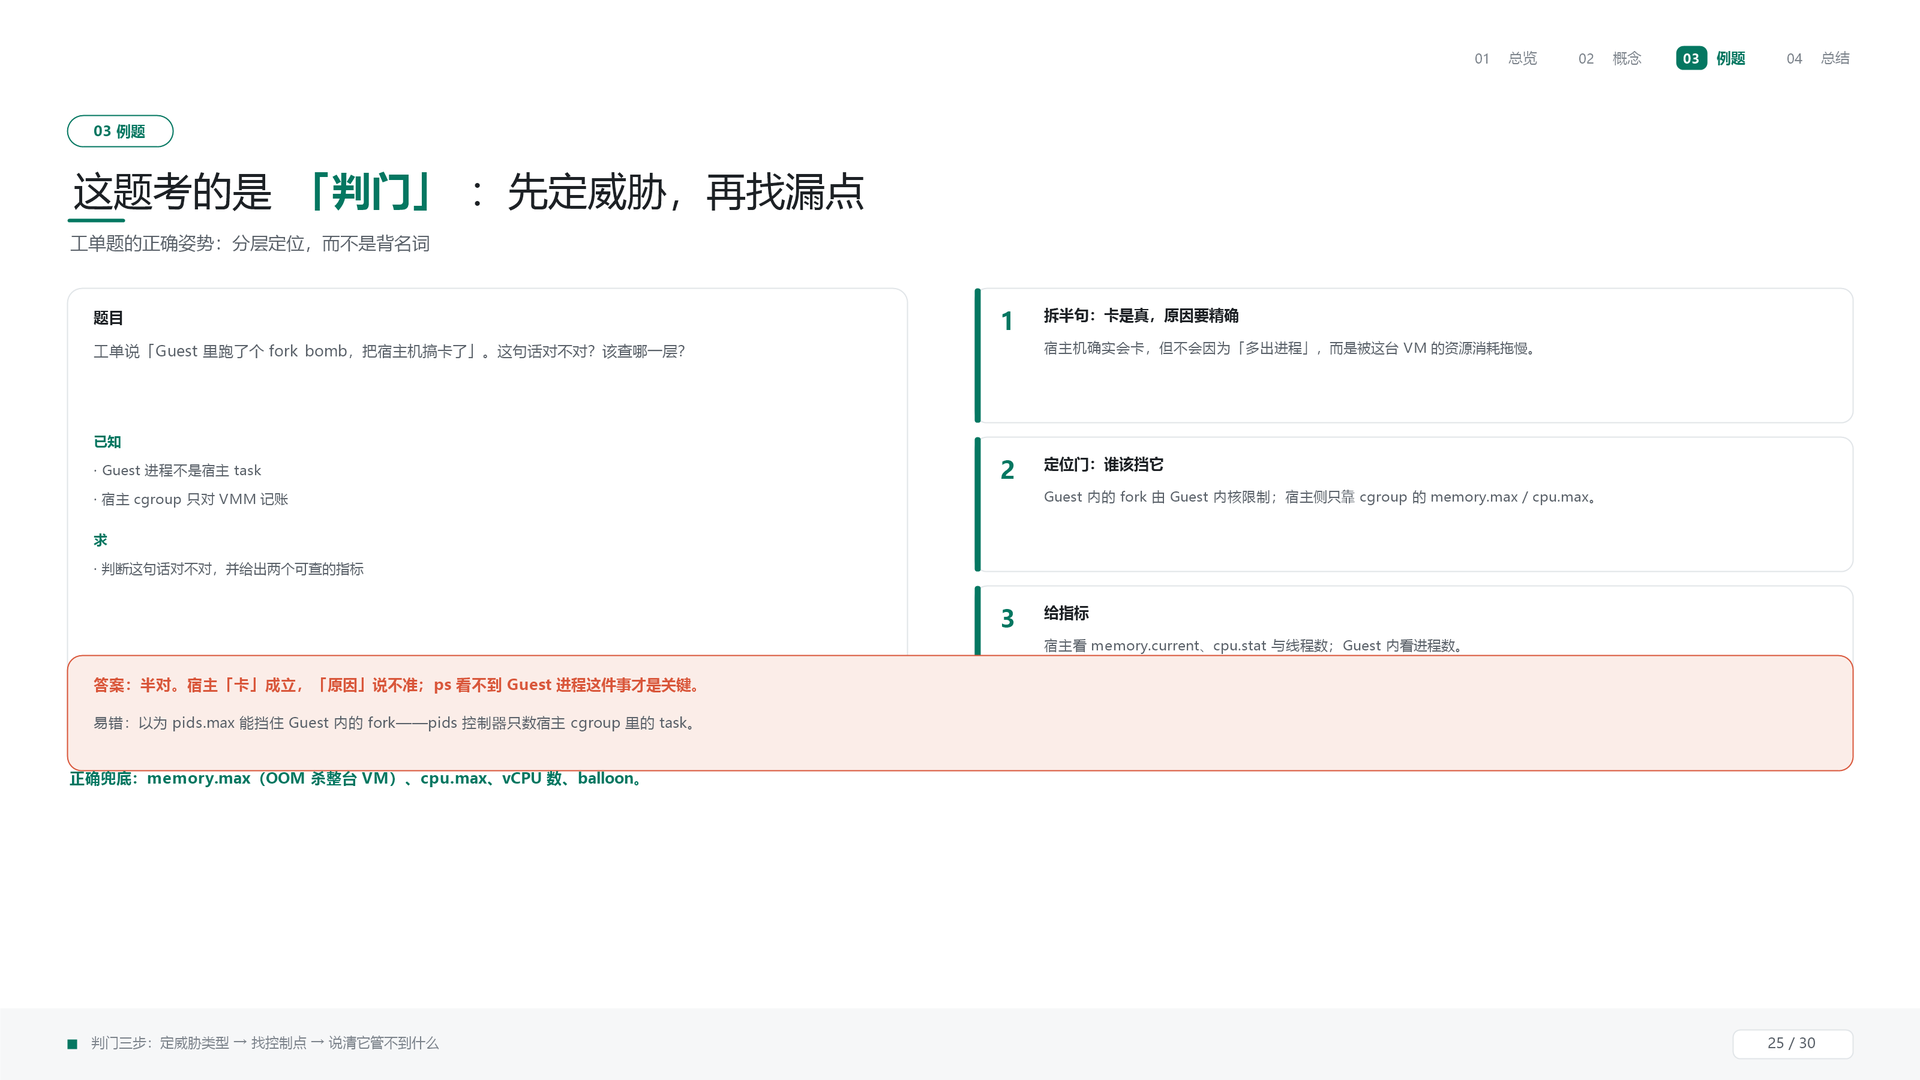 01 总览 02 概念 03 例题 04 总结
03 例题
这题考的是「判门」：先定威胁，再找漏点
工单题的正确姿势：分层定位，而不是背名词
题目
工单说「Guest 里跑了个 fork bomb，把宿主机搞卡了」。这句话对不对？该查哪一层？
已知
· Guest 进程不是宿主 task
· 宿主 cgroup 只对 VMM 记账
求
· 判断这句话对不对，并给出两个可查的指标
1
拆半句：卡是真，原因要精确
宿主机确实会卡，但不会因为「多出进程」，而是被这台 VM 的资源消耗拖慢。
2
定位门：谁该挡它
Guest 内的 fork 由 Guest 内核限制；宿主侧只靠 cgroup 的 memory.max / cpu.max。
3
给指标
宿主看 memory.current、cpu.stat 与线程数；Guest 内看进程数。
答案：半对。宿主「卡」成立，「原因」说不准；ps 看不到 Guest 进程这件事才是关键。
易错：以为 pids.max 能挡住 Guest 内的 fork——pids 控制器只数宿主 cgroup 里的 task。
正确兜底：memory.max（OOM 杀整台 VM）、cpu.max、vCPU 数、balloon。
判门三步：定威胁类型 → 找控制点 → 说清它管不到什么
25 / 30